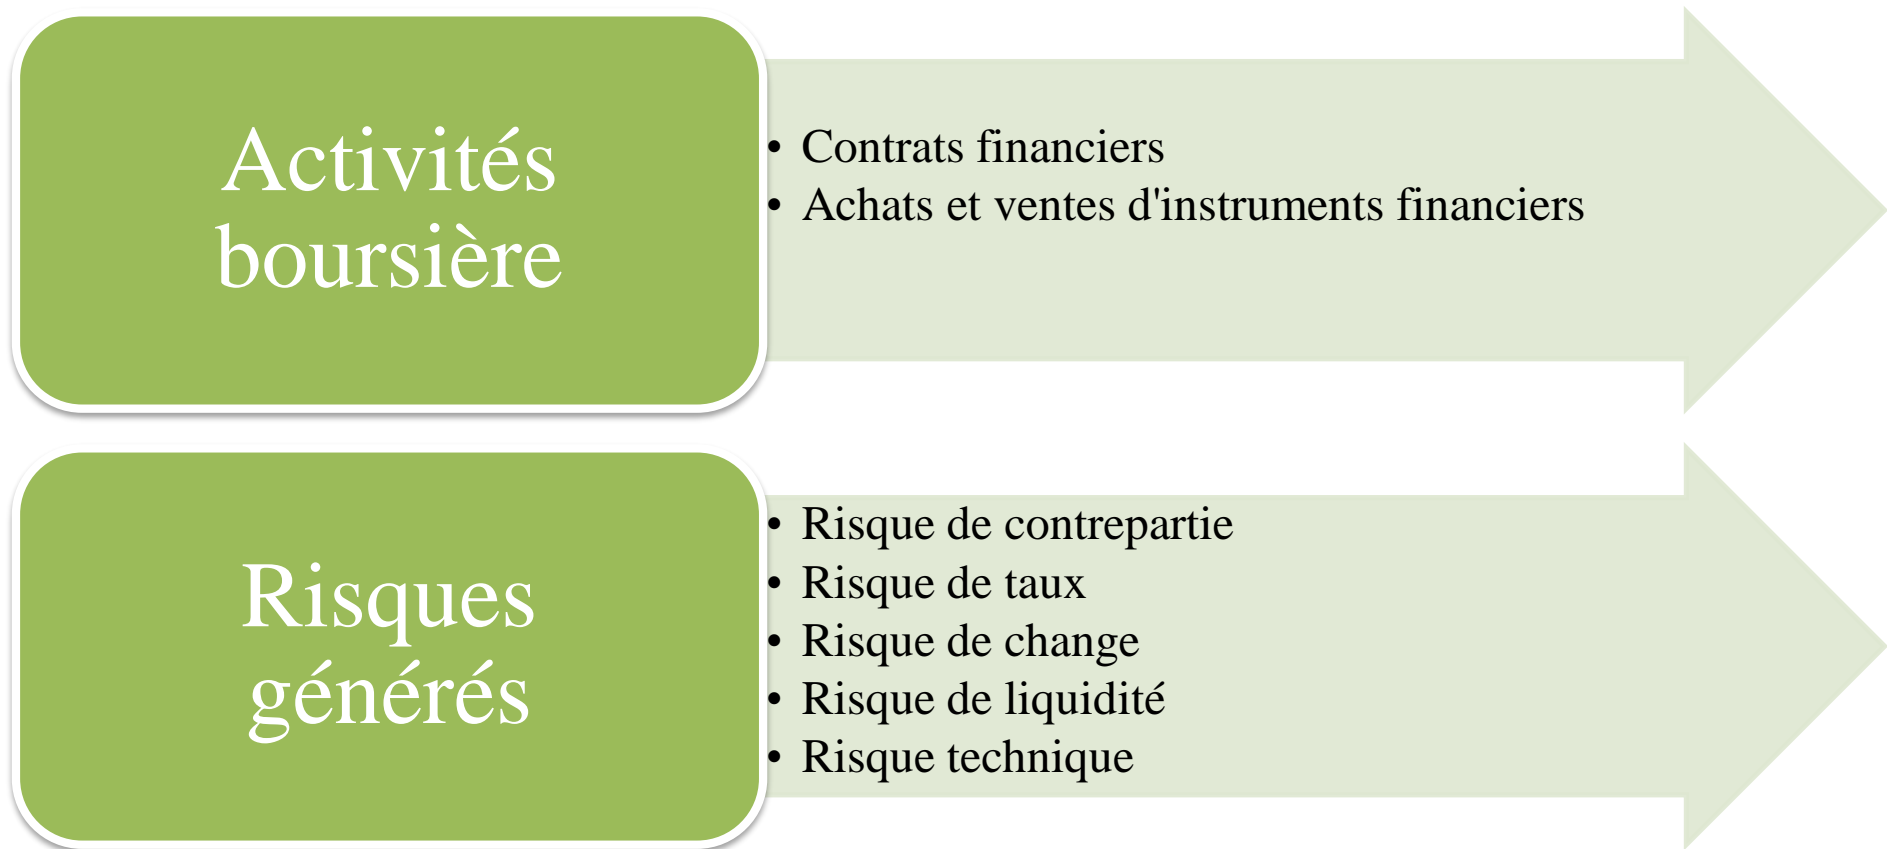 Activités
boursière
• Contrats financiers
• Achats et ventes d'instruments financiers
Risques
générés
• Risque de contrepartie
• Risque de taux
• Risque de change
• Risque de liquidité
• Risque technique